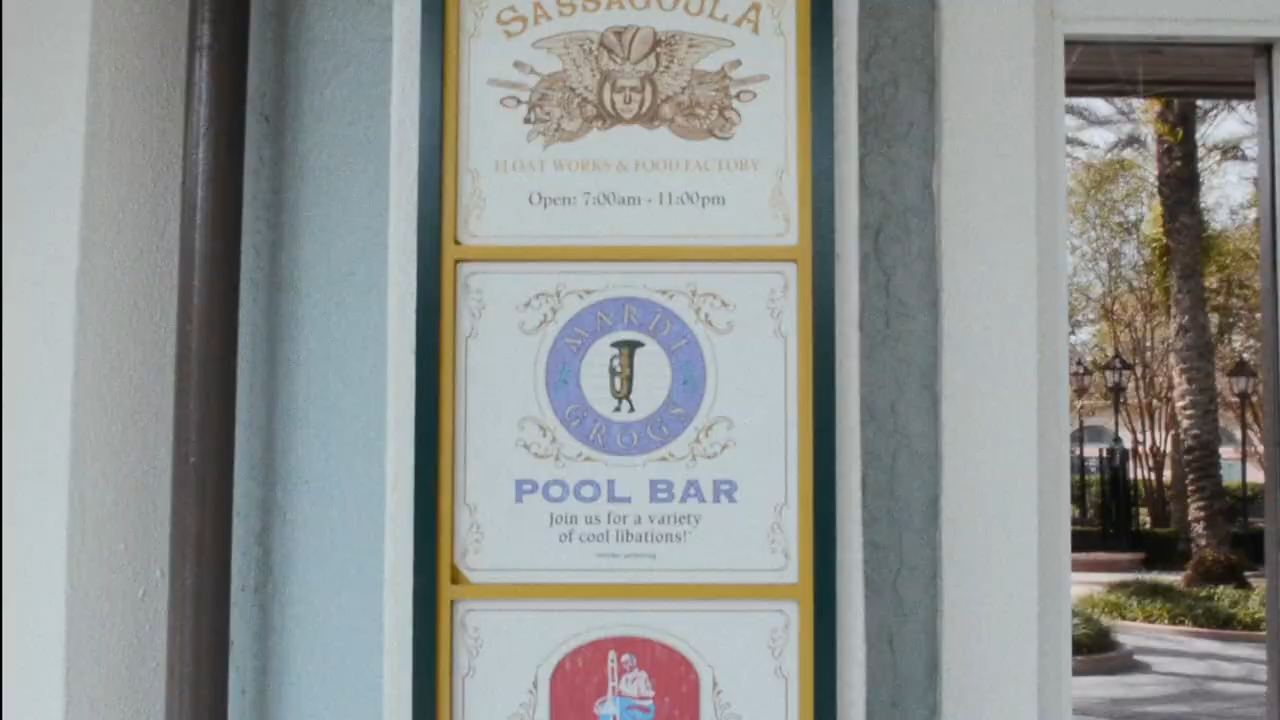 SASSAGOULA
FLOAT WORKS & FOOD FACTORY
Open: 7:00am - 11:00pm
MARDI
GROGS
POOL BAR
Join us for a variety
of cool libations!*